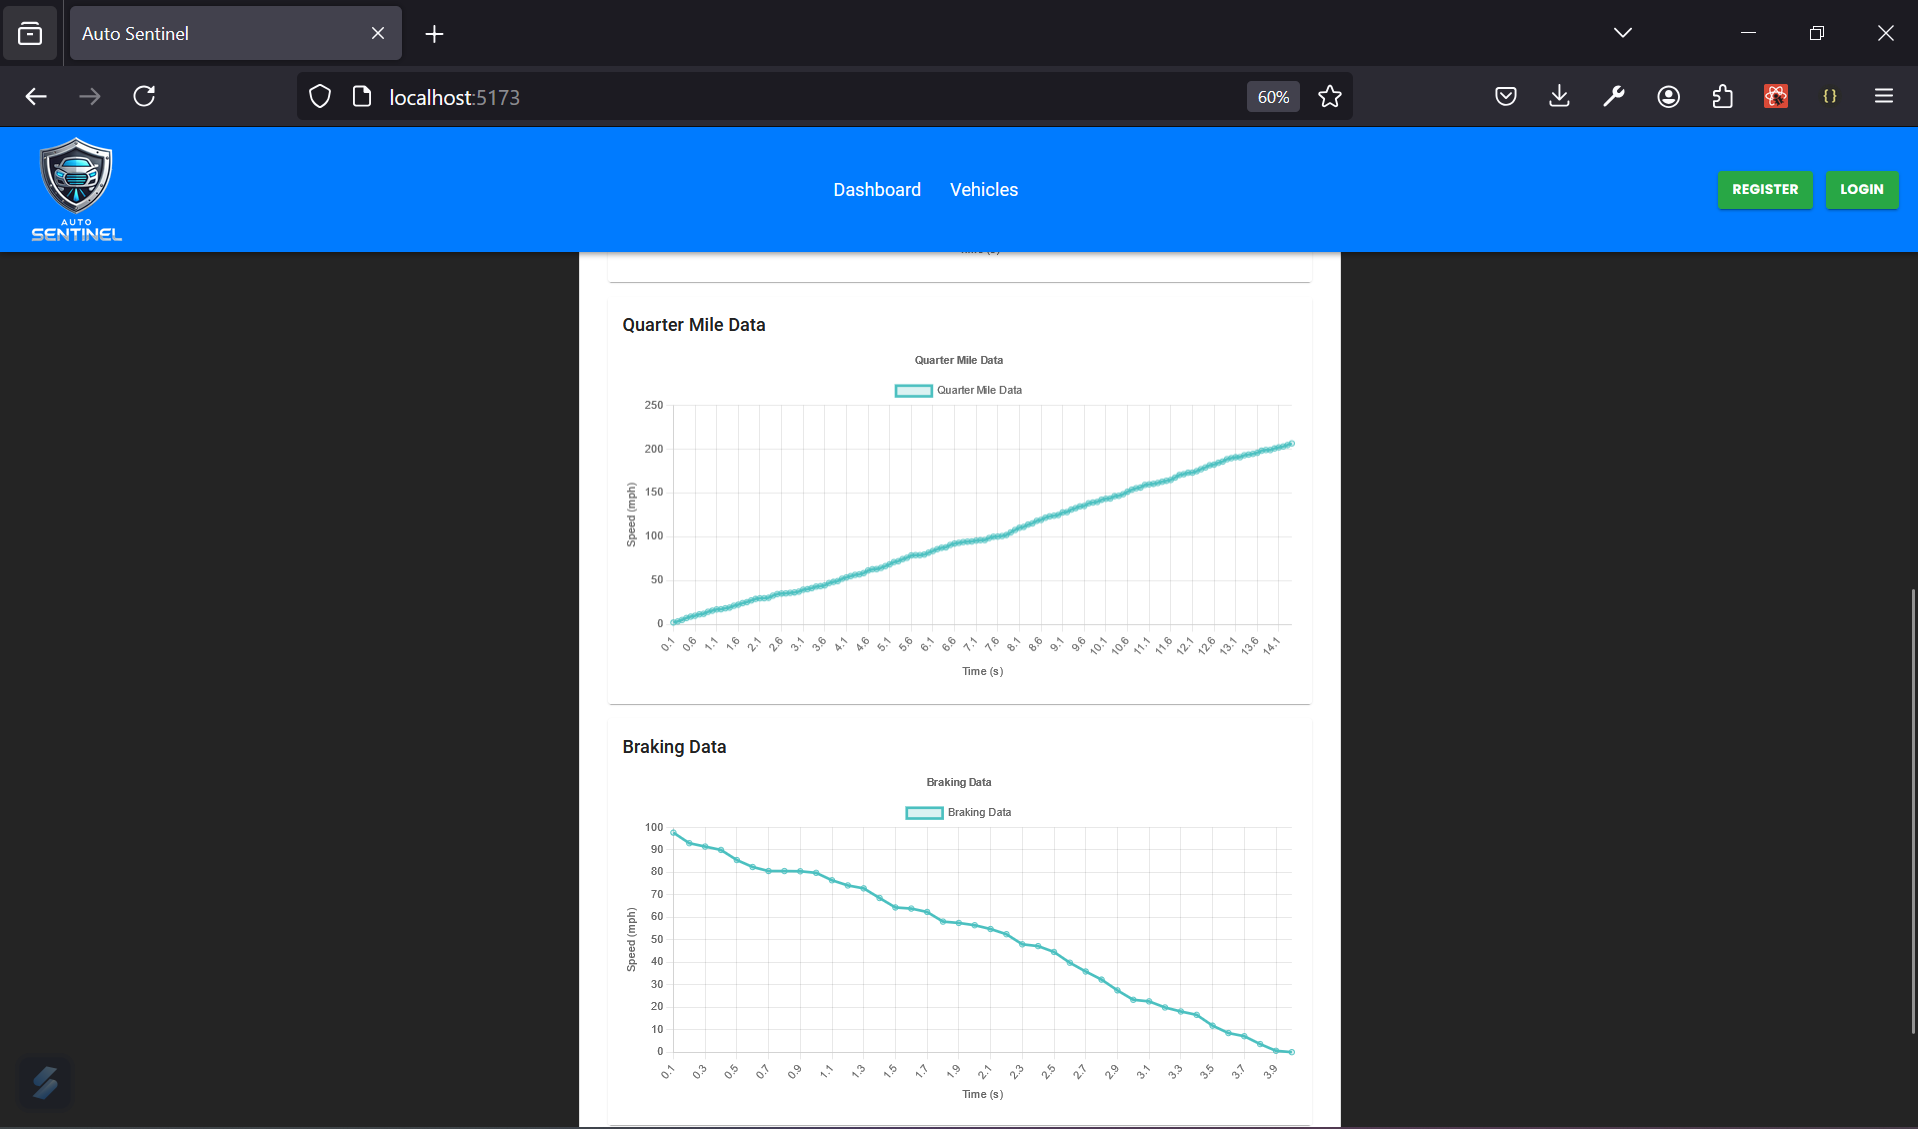 Auto Sentinel
localhost:5173
60%
AUTO
SENTINEL
Dashboard
Vehicles
REGISTER
LOGIN
Quarter Mile Data
Quarter Mile Data
Quarter Mile Data
250
200
150
100
50
0
Speed (mph)
0.1 0.6 1.1 1.6 2.1 2.6 3.1 3.6 4.1 4.6 5.1 5.6 6.1 6.6 7.1 7.6 8.1 8.6 9.1 9.6 10.1 10.6 11.1 11.6 12.1 12.6 13.1 13.6 14.1
Time (s)
Braking Data
Braking Data
Braking Data
100
90
80
70
60
50
40
30
20
10
0
Speed (mph)
0.1 0.3 0.5 0.7 0.9 1.1 1.3 1.5 1.7 1.9 2.1 2.3 2.5 2.7 2.9 3.1 3.3 3.5 3.7 3.9
Time (s)